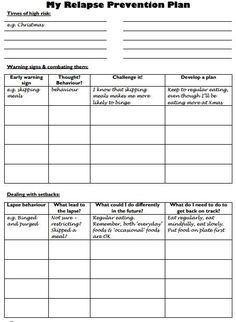 My Relapse Prevention Plan
Times of high risk:
e.g. Christmas
Warning signs & combating them:
Early warning sign
Thought? Behaviour?
Challenge it!
Develop a plan
e.g. skipping meals
behaviour
I know that skipping meals makes me more likely to binge
Keep to regular eating, even though I'll be eating more at Xmas
Dealing with setbacks:
Lapse behaviour
What lead to the lapse?
What could I do differently in the future?
What do I need to do to get back on track?
e.g. Binged and purged
Not sure - restricting? Skipped a meal?
Regular eating. Remember, both 'everyday' foods & 'occasional' foods are OK
Eat regularly, eat mindfully, eat slowly. Put food on plate first